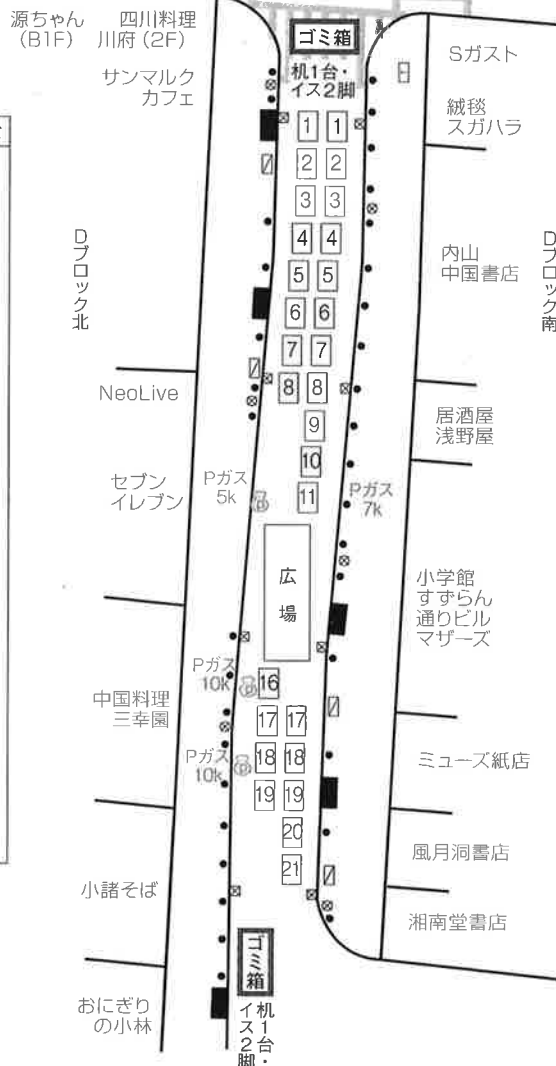 源ちゃん
(B1F)
四川料理
川府(2F)
ゴミ箱
机1台・
イス2脚
サンマルク
カフェ
Sガスト
絨毯
スガハラ
1 1
2 2
3 3
4 4
5 5
6 6
7 7
8 8
9
10
11
Dブロック北
内山
中国書店
Dブロック南
NeoLive
居酒屋
浅野屋
セブン
イレブン
Pガス
5k
Pガス
7k
広場
小学館
すずらん
通りビル
マザーズ
Pガス
10k
16
17 17
18 18
19 19
20
21
中国料理
三幸園
Pガス
10k
ミューズ紙店
風月洞書店
小諸そば
湘南堂書店
ゴミ箱
机1台・
イス2脚
おにぎり
の小林